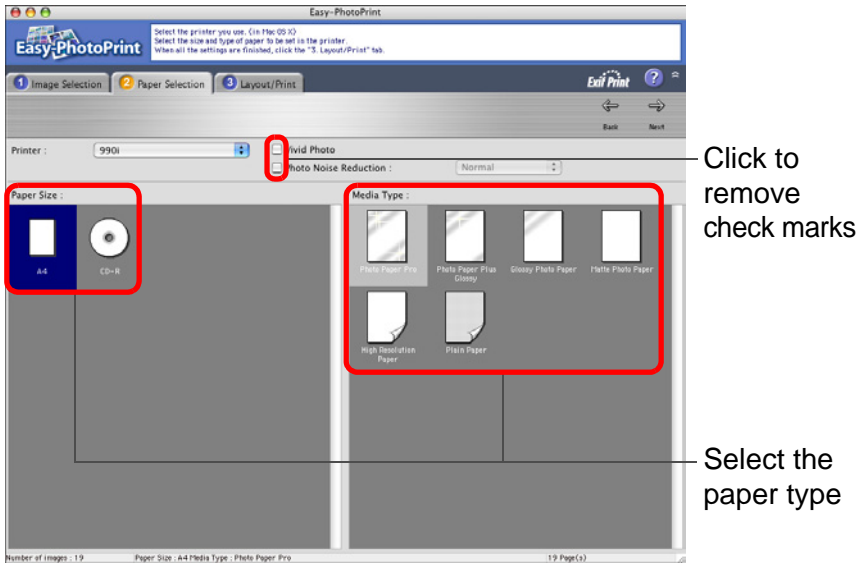 Easy-PhotoPrint
Easy-PhotoPrint
Select the printer you use. (in Mac OS X)
Select the size and type of paper to be set in the printer.
When all the settings are finished, click the "3. Layout/Print" tab.
1 Image Selection
2 Paper Selection
3 Layout/Print
Exif Print
?
Back
Next
Printer :
990i
Vivid Photo
Photo Noise Reduction :
Normal
Click to
remove
check marks
Paper Size :
A4
CD-R
Media Type :
Photo Paper Pro
Photo Paper Plus
Glossy
Glossy Photo Paper
Matte Photo Paper
High Resolution
Paper
Plain Paper
Select the
paper type
Number of images : 19
Paper Size : A4 Media Type : Photo Paper Pro
19 Page(s)